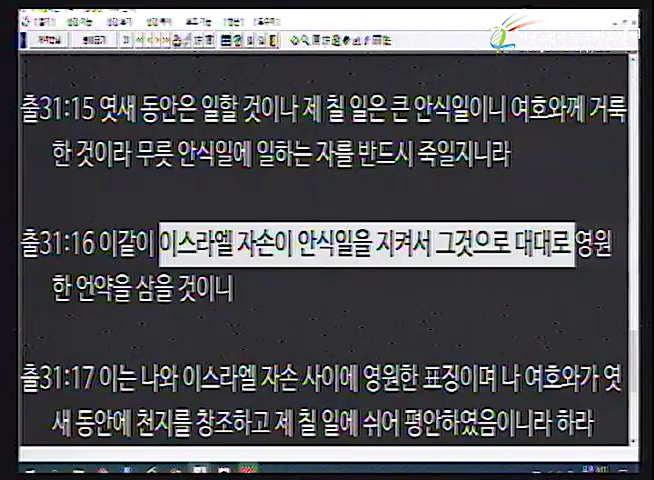 출31:15 엿새 동안은 일할 것이나 제 칠 일은 큰 안식일이니 여호와께 거룩
한 것이라 무릇 안식일에 일하는 자를 반드시 죽일지니라
출31:16 이같이 이스라엘 자손이 안식일을 지켜서 그것으로 대대로 영원
한 언약을 삼을 것이니
출31:17 이는 나와 이스라엘 자손 사이에 영원한 표징이며 나 여호와가 엿
새 동안에 천지를 창조하고 제 칠 일에 쉬어 평안하였음이니라 하라